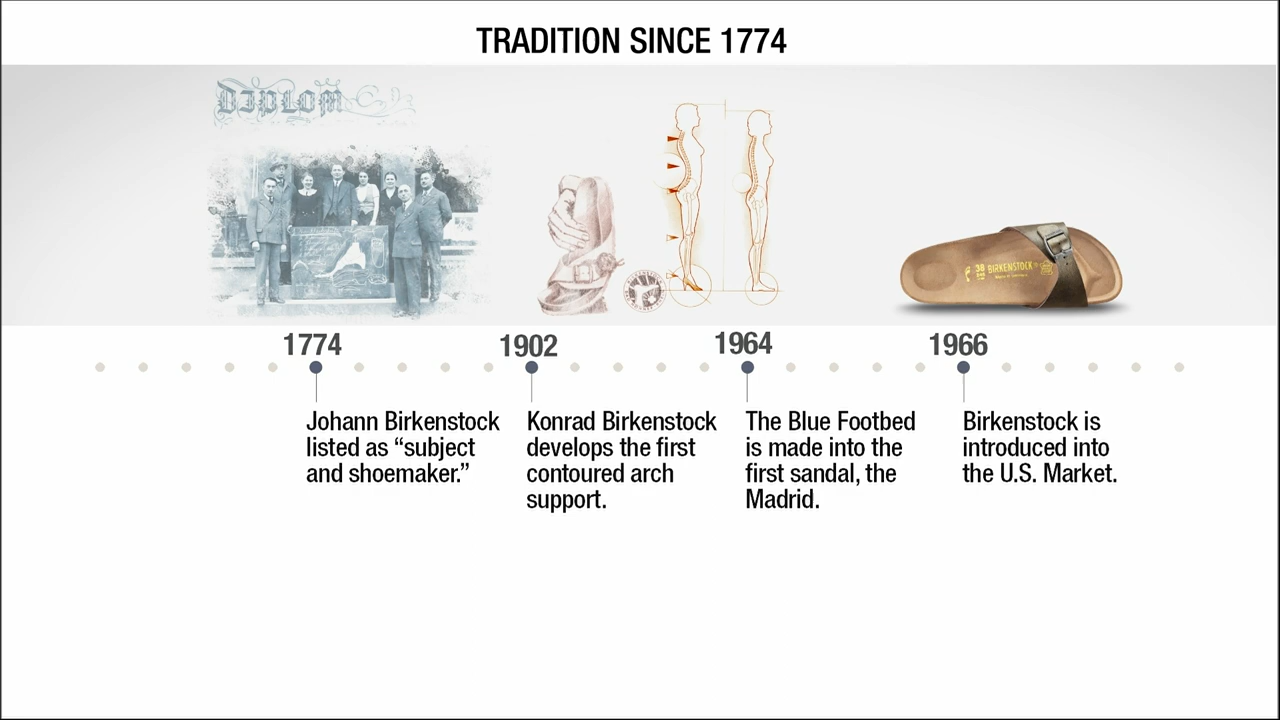 TRADITION SINCE 1774
Diplom
38
BIRKENSTOCK
1774
1902
1964
1966
Johann Birkenstock
listed as “subject
and shoemaker.”
Konrad Birkenstock
develops the first
contoured arch
support.
The Blue Footbed
is made into the
first sandal, the
Madrid.
Birkenstock is
introduced into
the U.S. Market.